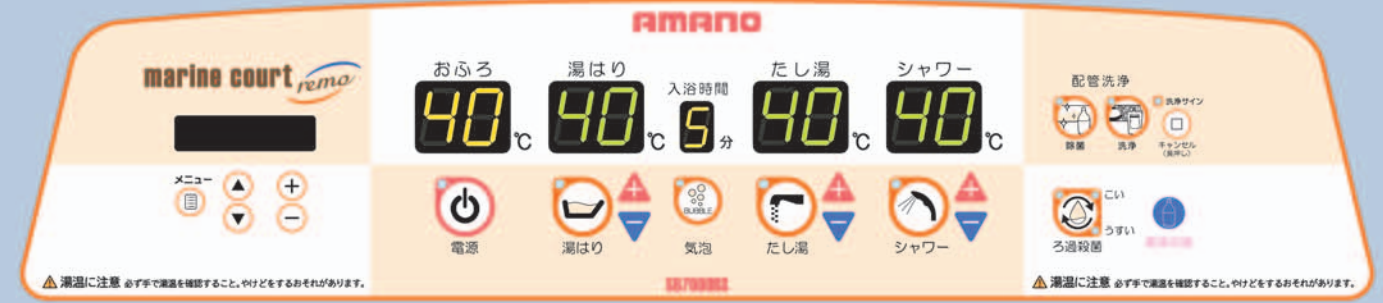 AMANO
marine court remo
おふろ
40 ℃
湯はり
40 ℃
入浴時間
5 分
たし湯
40 ℃
シャワー
40 ℃
配管洗浄
除菌
洗浄
洗浄サイン
キャンセル
(長押し)
メニュー
電源
湯はり
BUBBLE
気泡
たし湯
シャワー
こい
うすい
ろ過殺菌
湯温に注意 必ず手で湯温を確認すること。やけどをするおそれがあります。
湯温に注意 必ず手で湯温を確認すること。やけどをするおそれがあります。